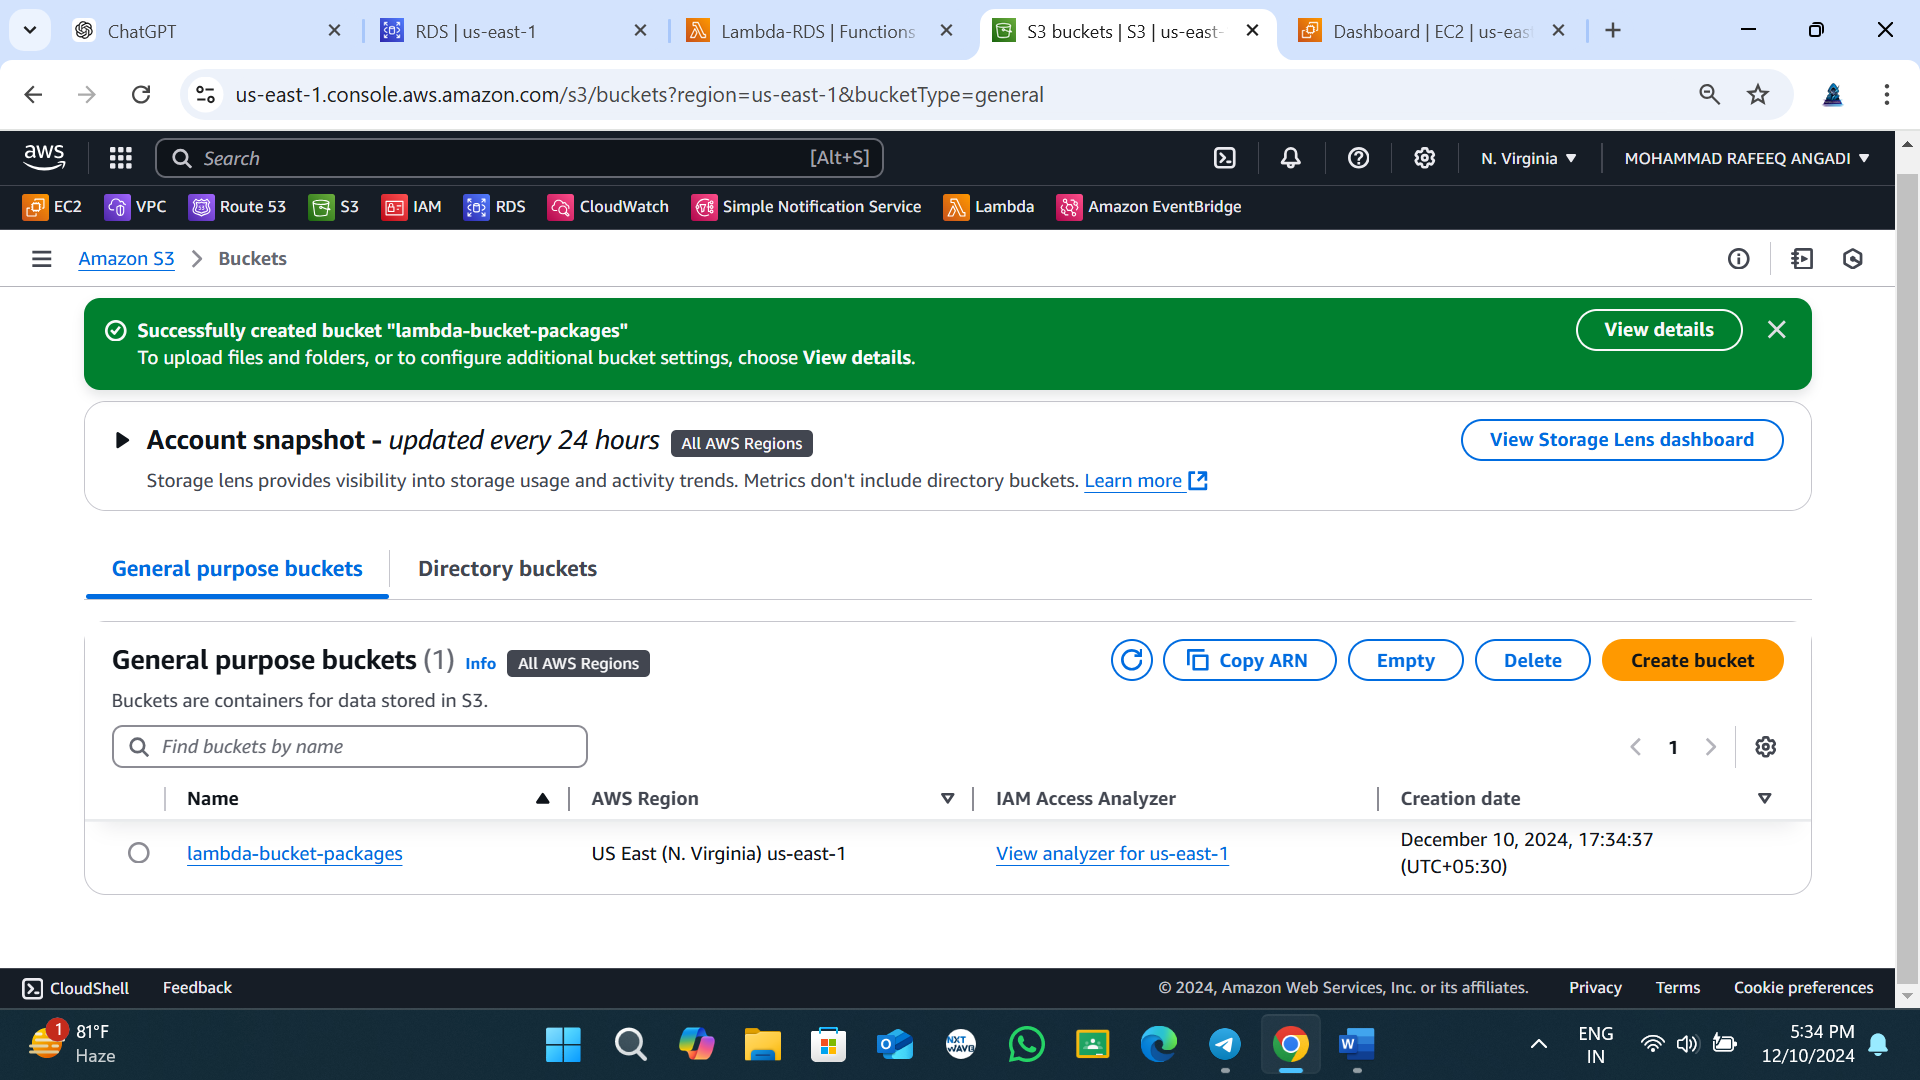 ChatGPT
RDS | us-east-1
Lambda-RDS | Functions
S3 buckets | S3 | us-east-
Dashboard | EC2 | us-east
us-east-1.console.aws.amazon.com/s3/buckets?region=us-east-1&bucketType=general
aws
Search
[Alt+S]
N. Virginia
MOHAMMAD RAFEEQ ANGADI
EC2
VPC
Route 53
S3
IAM
RDS
CloudWatch
Simple Notification Service
Lambda
Amazon EventBridge
Amazon S3
Buckets
Successfully created bucket "lambda-bucket-packages"
To upload files and folders, or to configure additional bucket settings, choose View details.
View details
Account snapshot - updated every 24 hours
All AWS Regions
View Storage Lens dashboard
Storage lens provides visibility into storage usage and activity trends. Metrics don't include directory buckets. Learn more
General purpose buckets
Directory buckets
General purpose buckets (1)
Info
All AWS Regions
Copy ARN
Empty
Delete
Create bucket
Buckets are containers for data stored in S3.
Find buckets by name
1
Name
AWS Region
IAM Access Analyzer
Creation date
lambda-bucket-packages
US East (N. Virginia) us-east-1
View analyzer for us-east-1
December 10, 2024, 17:34:37
(UTC+05:30)
CloudShell
Feedback
© 2024, Amazon Web Services, Inc. or its affiliates.
Privacy
Terms
Cookie preferences
1
81°F
Haze
NXT
WAVE
W
ENG
IN
5:34 PM
12/10/2024